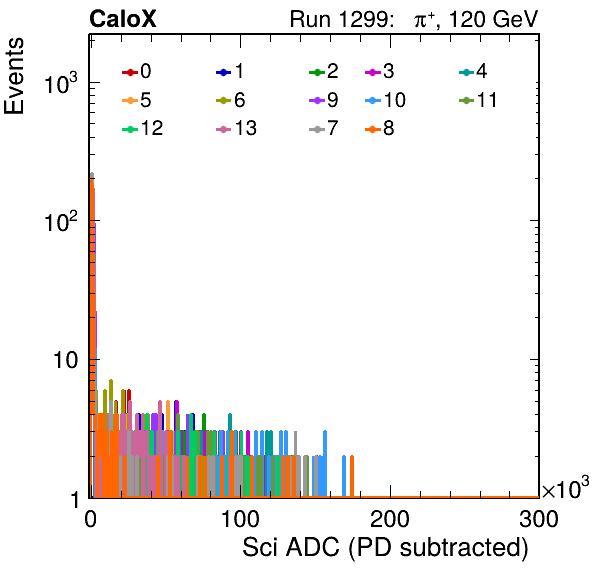 CaloX Run 1299: π⁺, 120 GeV
Events
10³
10²
10
1
0 1 2 3 4
5 6 9 10 11
12 13 7 8
0 100 200 300
×10³
Sci ADC (PD subtracted)